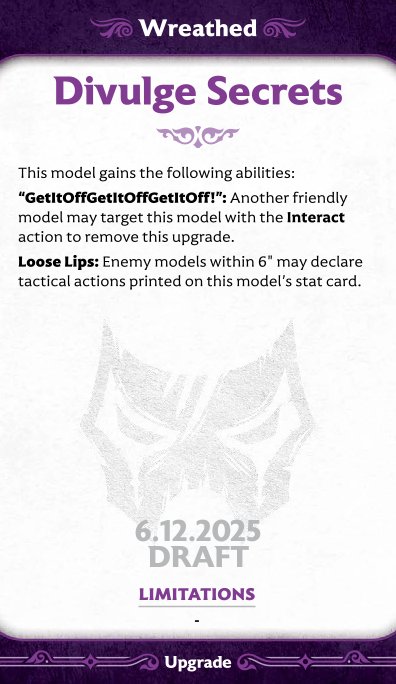 Wreathed
Divulge Secrets
This model gains the following abilities:
“GetItOffGetItOffGetItOff!”: Another friendly
model may target this model with the Interact
action to remove this upgrade.
Loose Lips: Enemy models within 6" may declare
tactical actions printed on this model’s stat card.
6.12.2025
DRAFT
LIMITATIONS
-
Upgrade